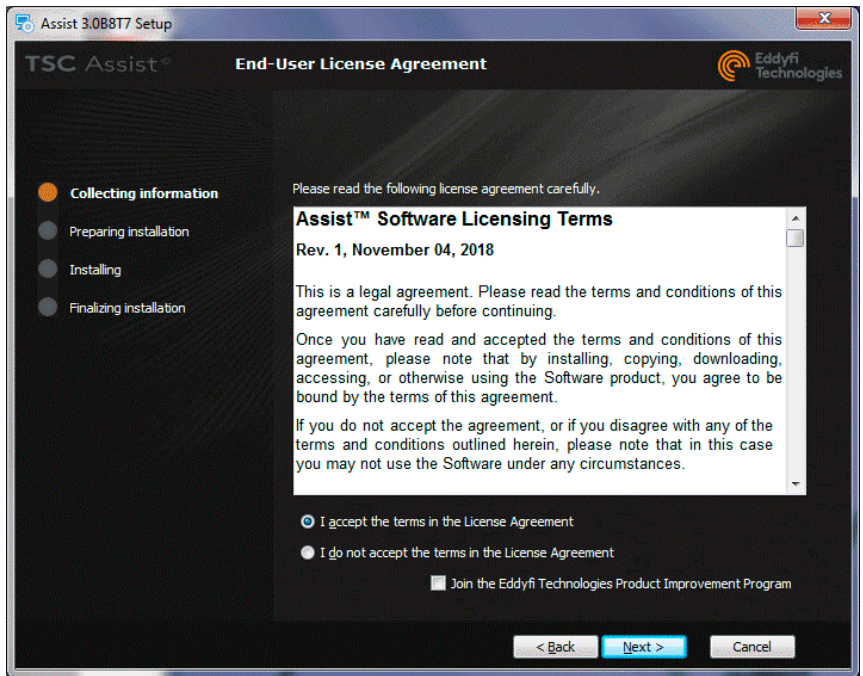 Assist 3.0B8T7 Setup
TSC Assist®
End-User License Agreement
Eddyfi
Technologies
Collecting information
Preparing installation
Installing
Finalizing installation
Please read the following license agreement carefully.
Assist™ Software Licensing Terms
Rev. 1, November 04, 2018
This is a legal agreement. Please read the terms and conditions of this
agreement carefully before continuing.
Once you have read and accepted the terms and conditions of this
agreement, please note that by installing, copying, downloading,
accessing, or otherwise using the Software product, you agree to be
bound by the terms of this agreement.
If you do not accept the agreement, or if you disagree with any of the
terms and conditions outlined herein, please note that in this case
you may not use the Software under any circumstances.
I accept the terms in the License Agreement
I do not accept the terms in the License Agreement
Join the Eddyfi Technologies Product Improvement Program
< Back
Next >
Cancel